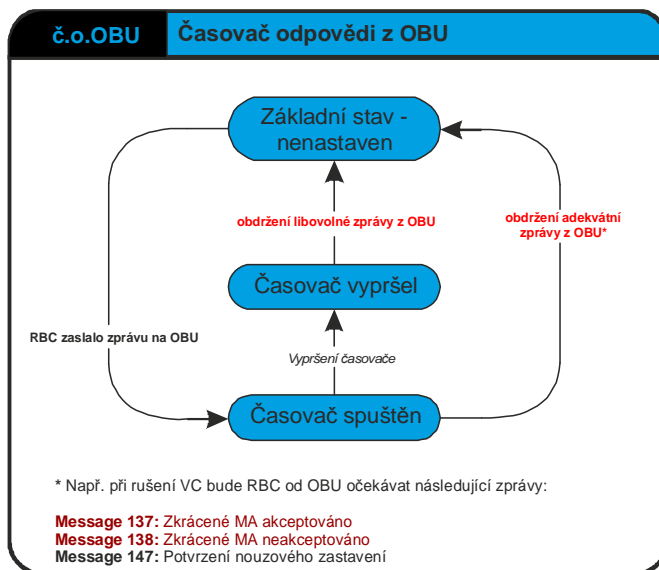 č.o.OBU Časovač odpovědi z OBU
Základní stav -
nenastaven
obdržení libovolné zprávy z OBU
obdržení adekvátní
zprávy z OBU*
Časovač vypršel
RBC zaslalo zprávu na OBU
Vypršení časovače
Časovač spuštěn
* Např. při rušení VC bude RBC od OBU očekávat následující zprávy:
Message 137: Zkrácené MA akceptováno
Message 138: Zkrácené MA neakceptováno
Message 147: Potvrzení nouzového zastavení